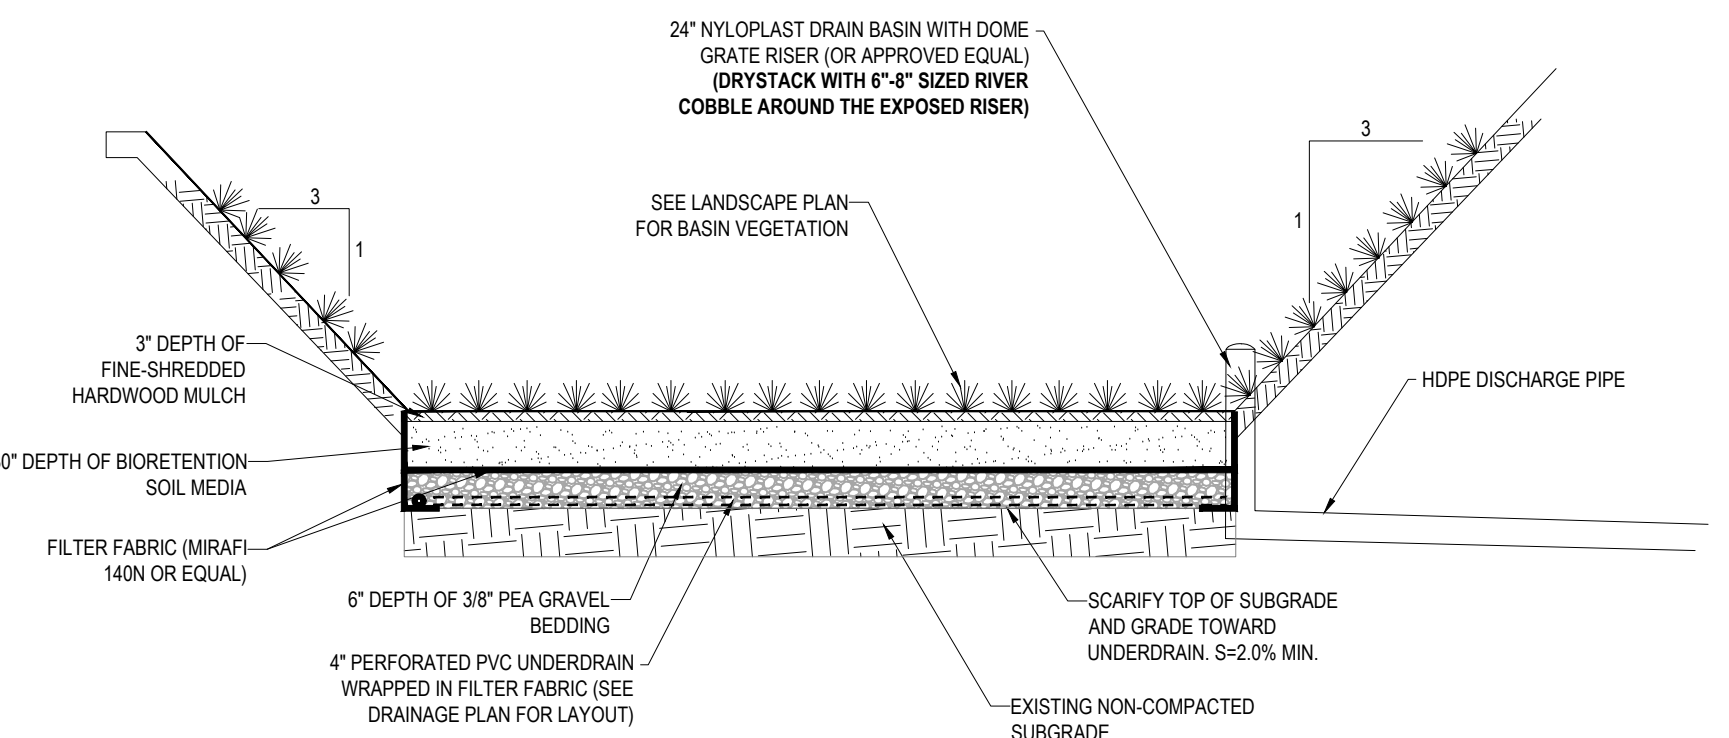 24" NYLOPLAST DRAIN BASIN WITH DOME
GRATE RISER (OR APPROVED EQUAL)
(DRYSTACK WITH 6"-8" SIZED RIVER
COBBLE AROUND THE EXPOSED RISER)
3
1
SEE LANDSCAPE PLAN
FOR BASIN VEGETATION
3
1
3" DEPTH OF
FINE-SHREDDED
HARDWOOD MULCH
HDPE DISCHARGE PIPE
0" DEPTH OF BIORETENTION
SOIL MEDIA
FILTER FABRIC (MIRAFI
140N OR EQUAL)
6" DEPTH OF 3/8" PEA GRAVEL
BEDDING
4" PERFORATED PVC UNDERDRAIN
WRAPPED IN FILTER FABRIC (SEE
DRAINAGE PLAN FOR LAYOUT)
SCARIFY TOP OF SUBGRADE
AND GRADE TOWARD
UNDERDRAIN. S=2.0% MIN.
EXISTING NON-COMPACTED
SUBGRADE